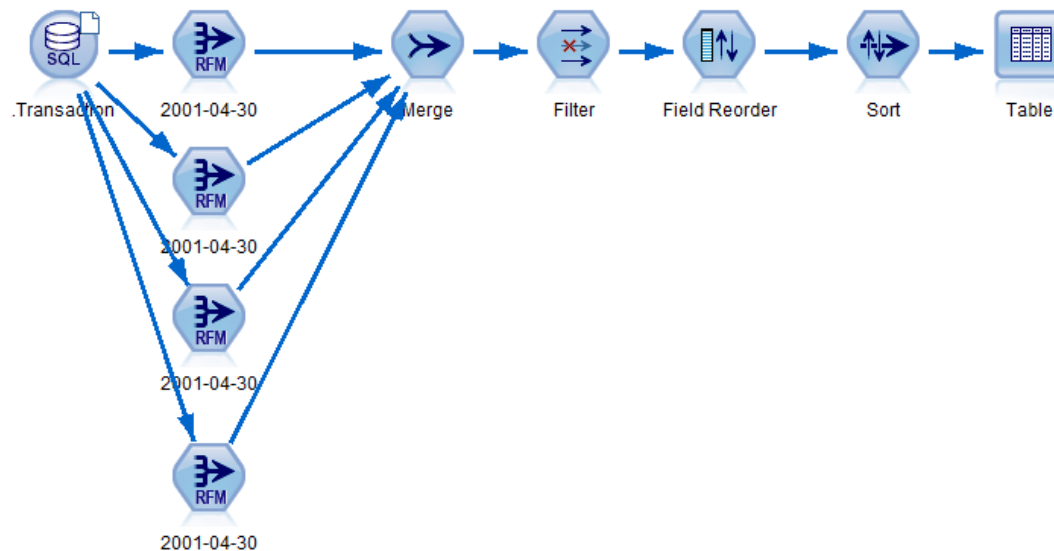 SQL
.Transaction
RFM
2001-04-30
Merge
Filter
Field Reorder
Sort
Table
RFM
2001-04-30
RFM
2001-04-30
RFM
2001-04-30